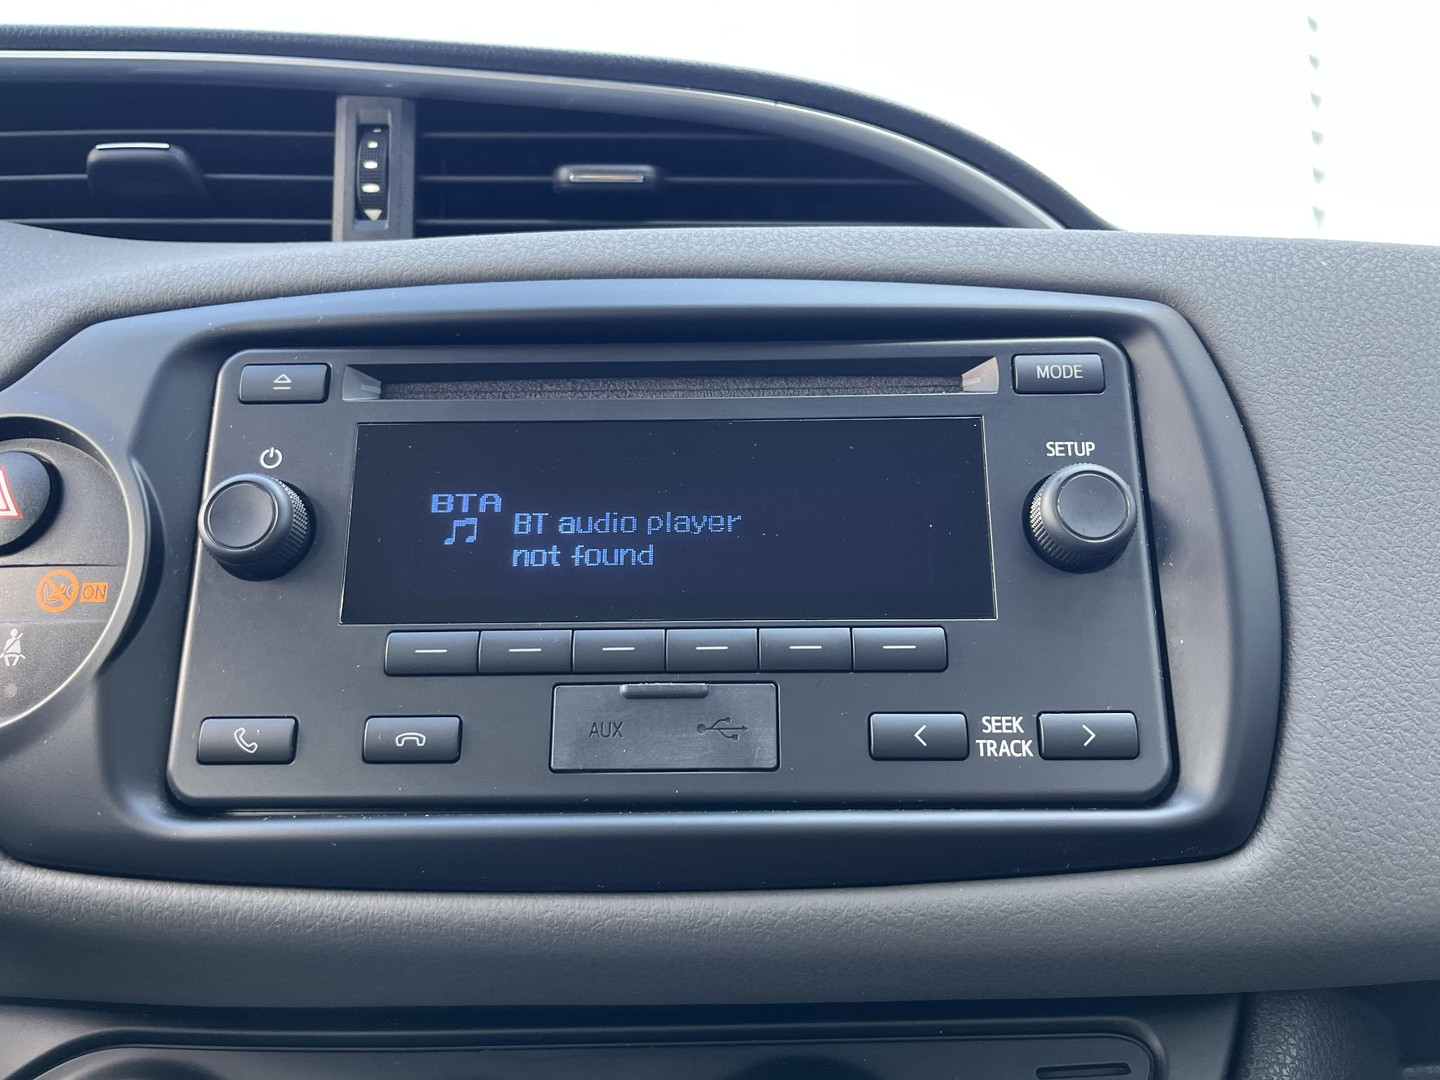 MODE
SETUP
BTA
BT audio player
not found
ON
AUX
SEEK
TRACK